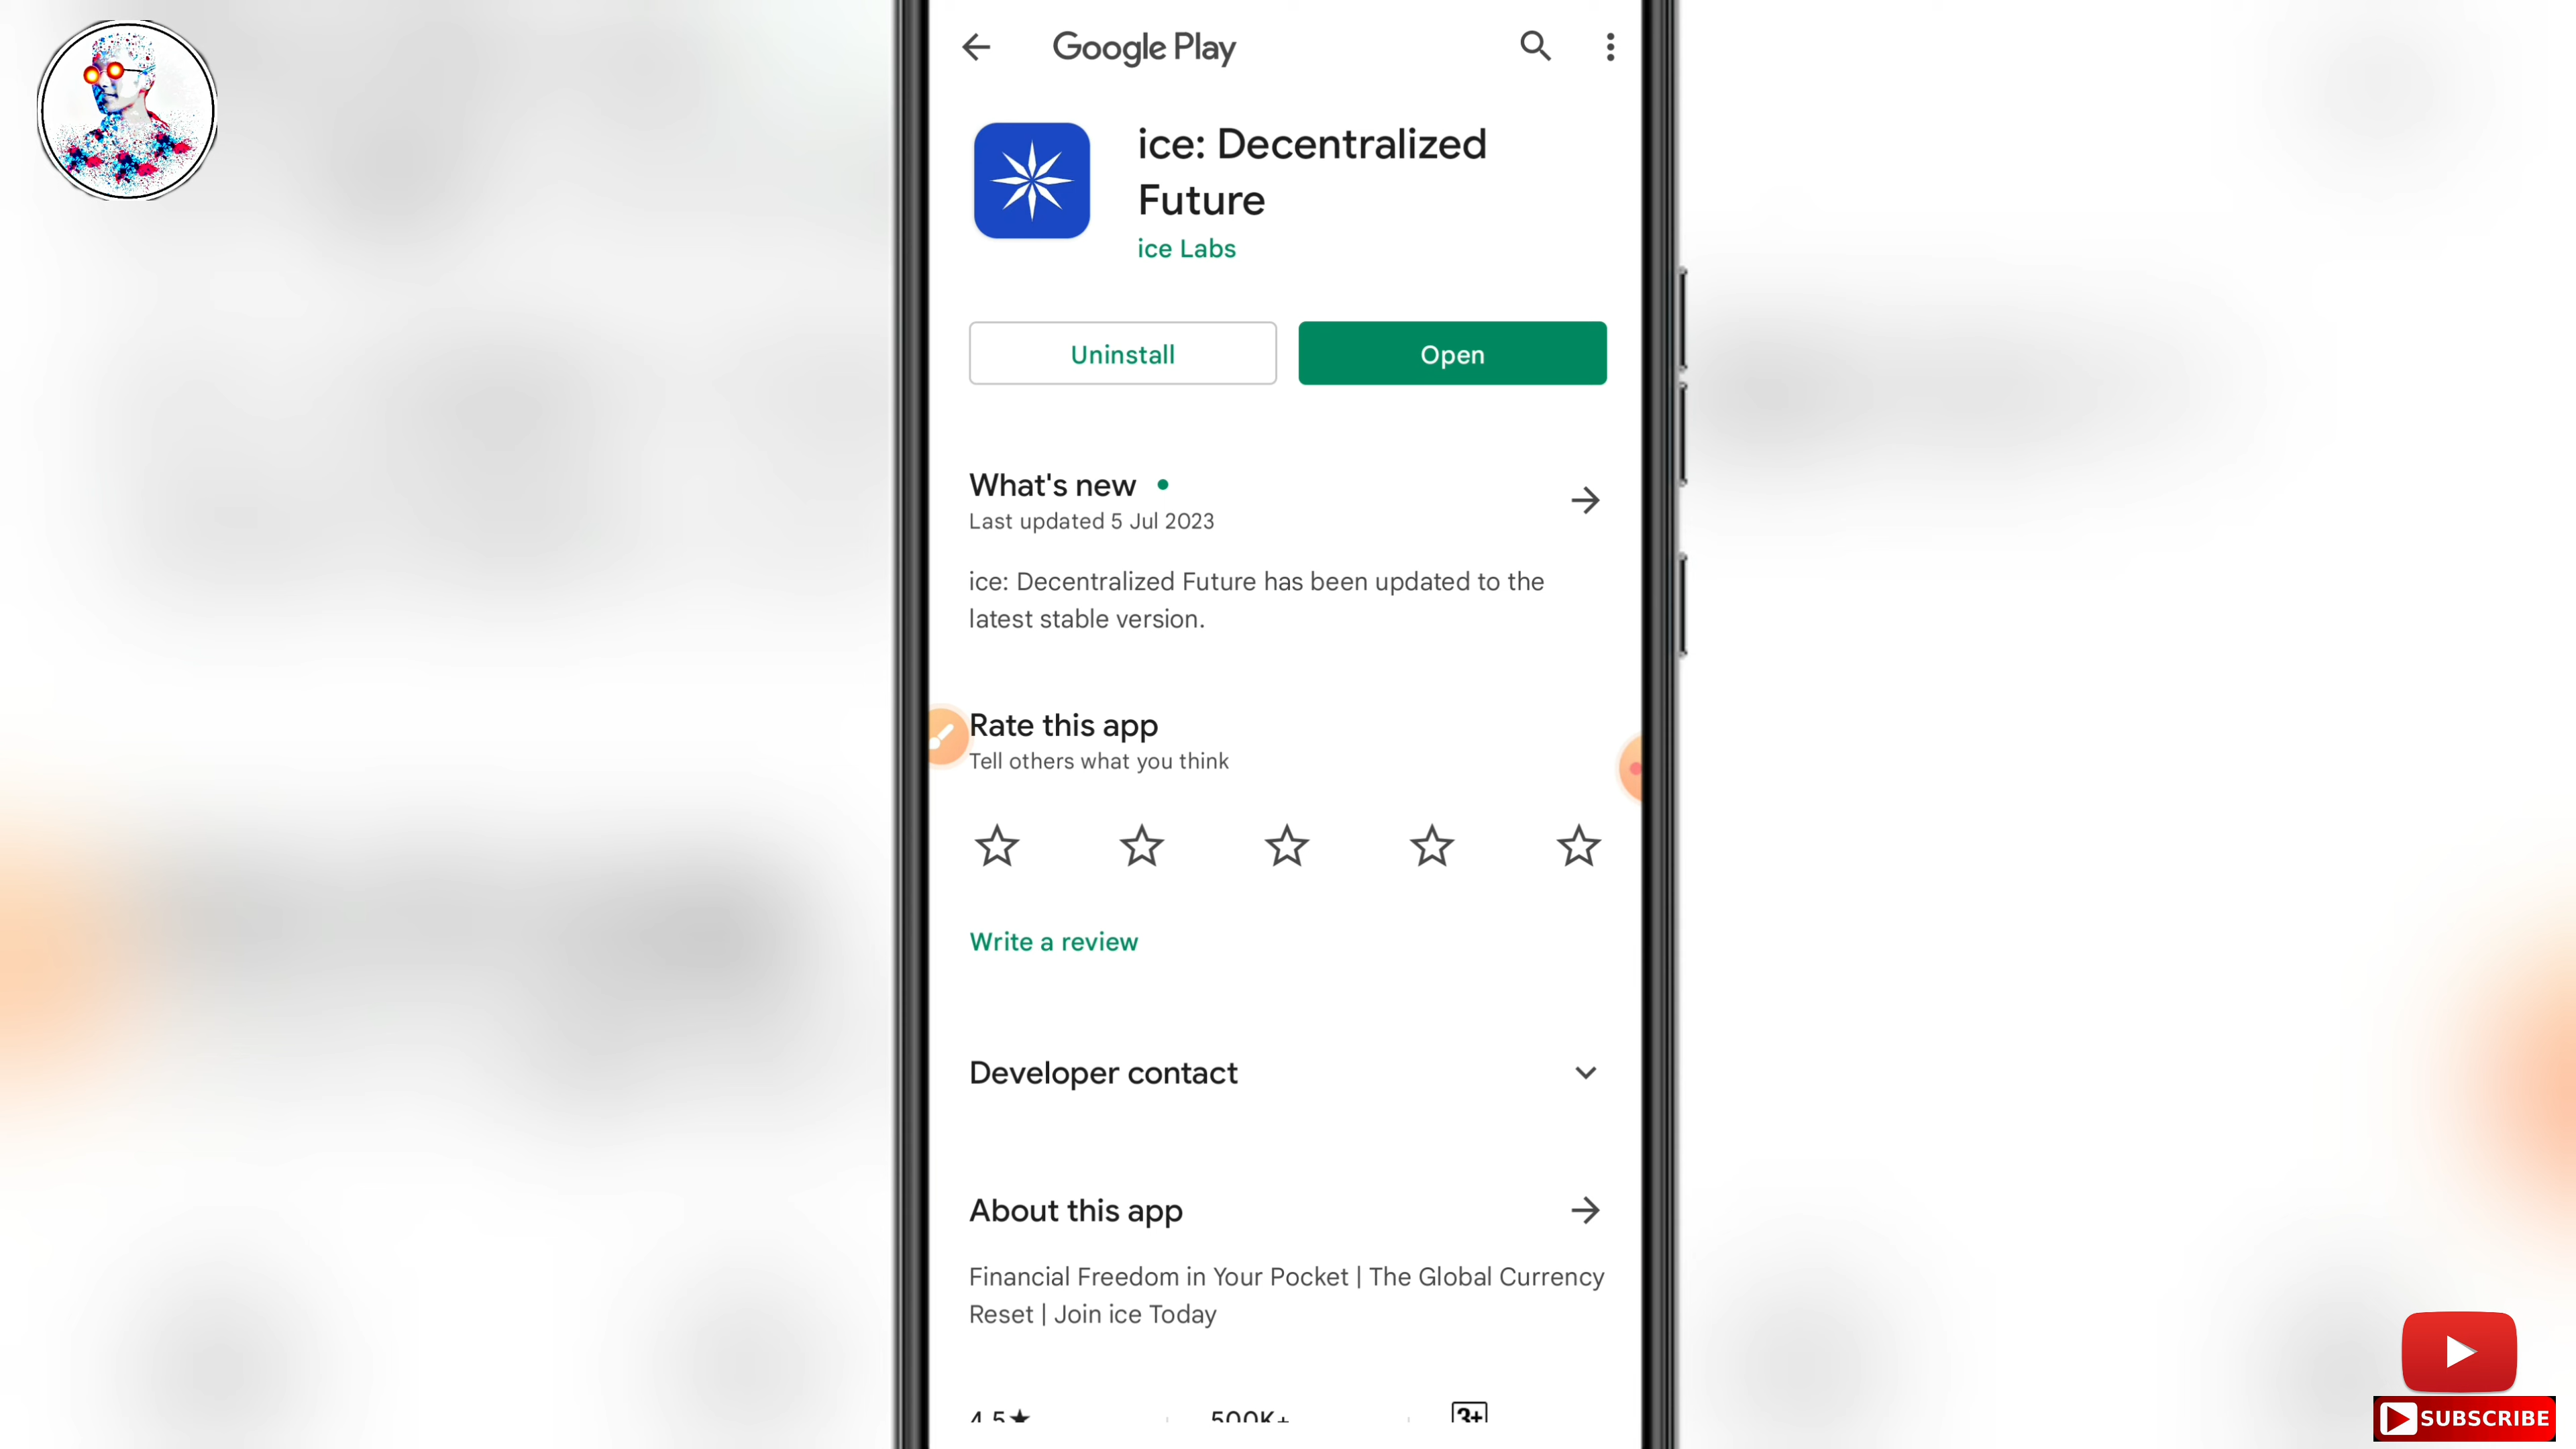 Google Play
ice: Decentralized
Future
ice Labs
Uninstall
Open
What's new
Last updated 5 Jul 2023
ice: Decentralized Future has been updated to the
latest stable version.
Rate this app
Tell others what you think
Write a review
Developer contact
About this app
Financial Freedom in Your Pocket | The Global Currency
Reset | Join ice Today
4.5★
500K+
3+
SUBSCRIBE